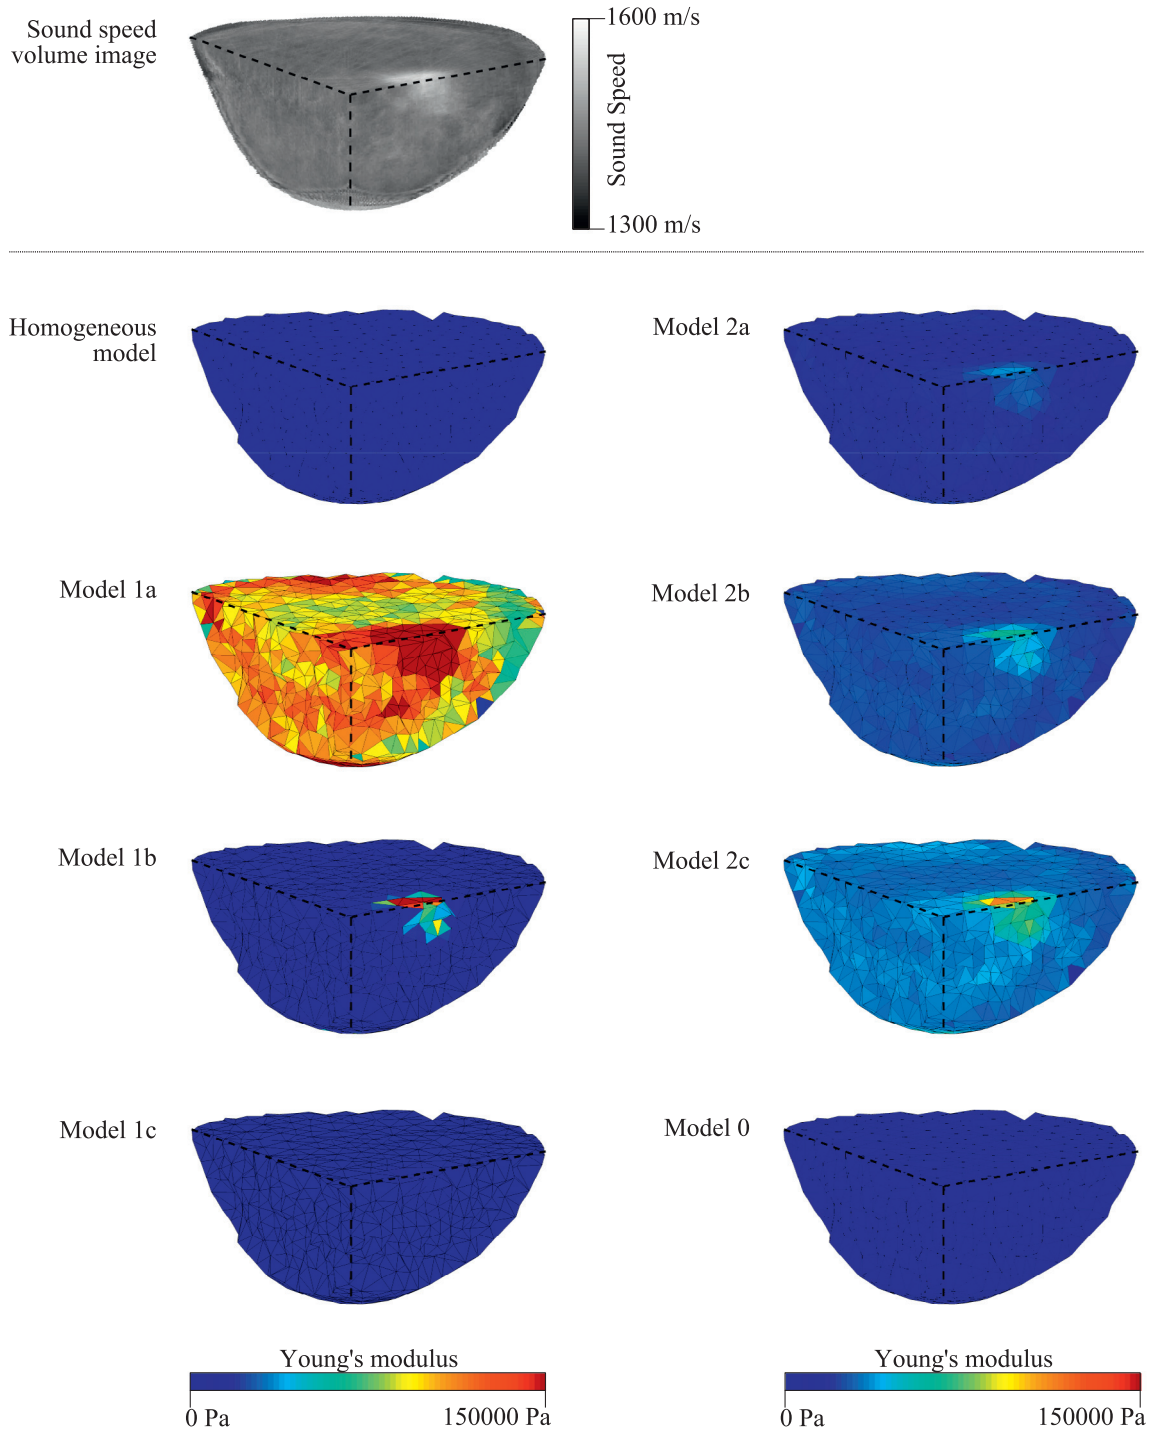 Sound speed
volume image
1600 m/s
Sound Speed
1300 m/s
Homogeneous
model
Model 2a
Model 1a
Model 2b
Model 1b
Model 2c
Model 1c
Model 0
Young's modulus
0 Pa
150000 Pa
Young's modulus
0 Pa
150000 Pa